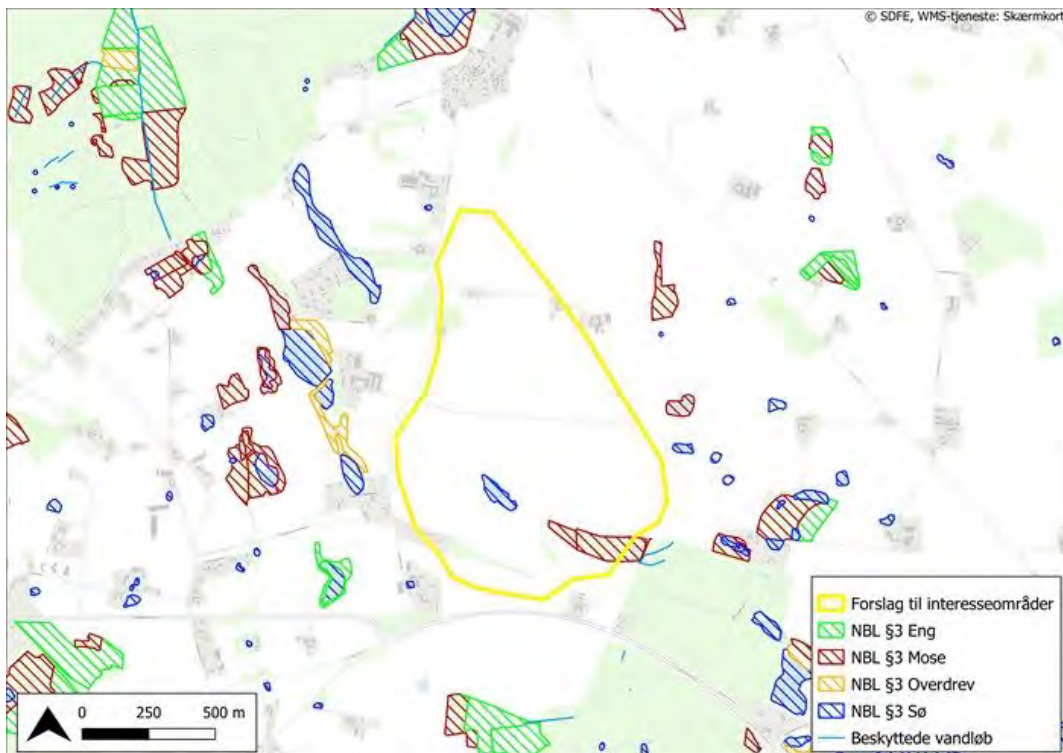 © SDFE, WMS-tjeneste: Skærmkort
Forslag til interesseområder
NBL §3 Eng
NBL §3 Mose
NBL §3 Overdrev
NBL §3 Sø
Beskyttede vandløb
0 250 500 m